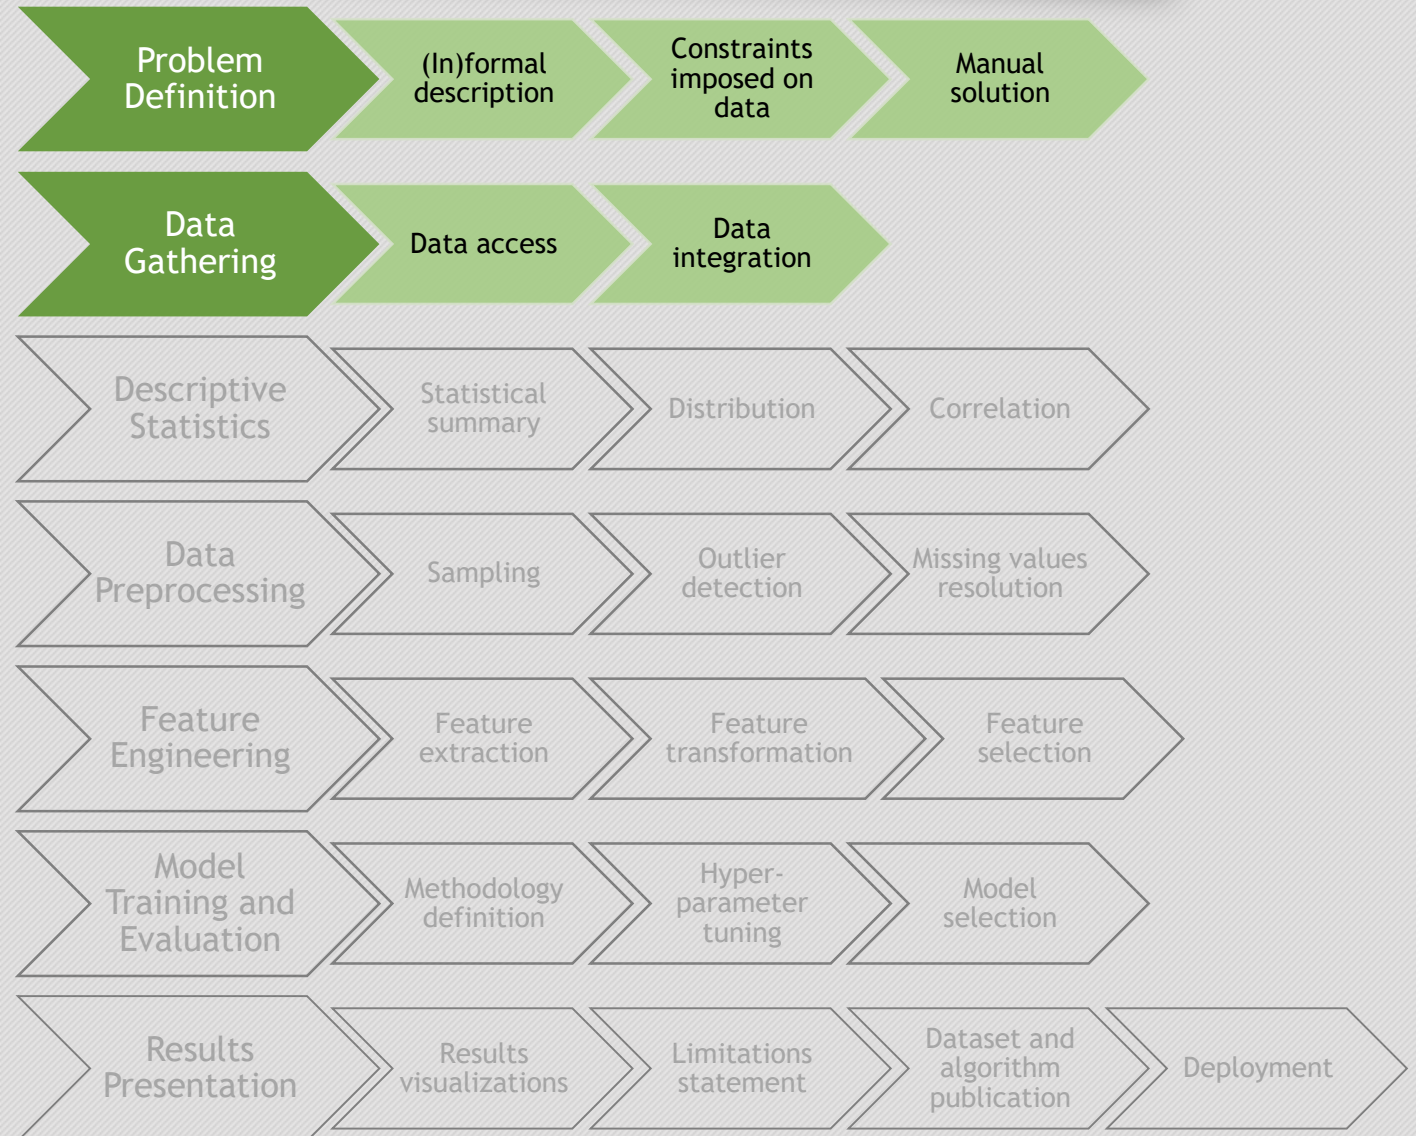 Problem
Definition
(In)formal
description
Constraints
imposed on
data
Manual
solution
Data
Gathering
Data access
Data
integration
Descriptive
Statistics
Statistical
summary
Distribution
Correlation
Data
Preprocessing
Sampling
Outlier
detection
Missing values
resolution
Feature
Engineering
Feature
extraction
Feature
transformation
Feature
selection
Model
Training and
Evaluation
Methodology
definition
Hyper-
parameter
tuning
Model
selection
Results
Presentation
Results
visualizations
Limitations
statement
Dataset and
algorithm
publication
Deployment